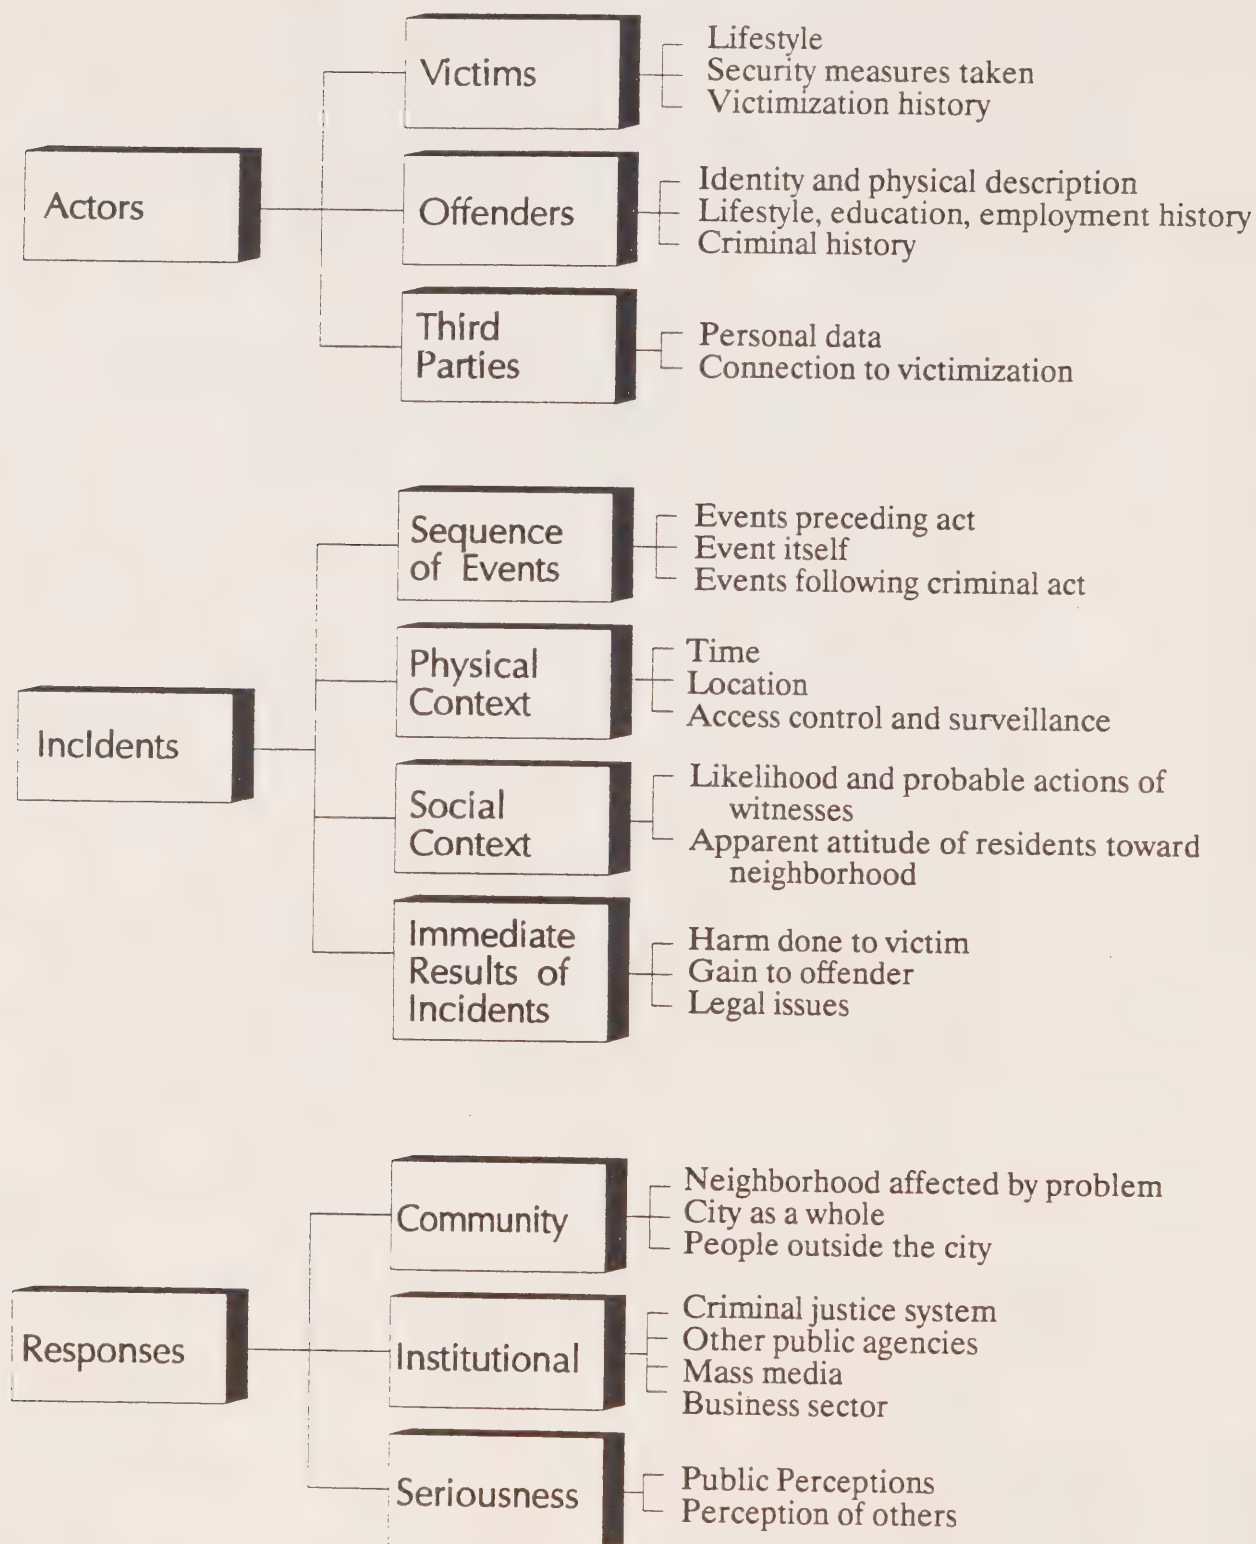 Actors
Victims
Lifestyle
Security measures taken
Victimization history
Offenders
Identity and physical description
Lifestyle, education, employment history
Criminal history
Third
Parties
Personal data
Connection to victimization
Incidents
Sequence
of Events
Events preceding act
Event itself
Events following criminal act
Physical
Context
Time
Location
Access control and surveillance
Social
Context
Likelihood and probable actions of
witnesses
Apparent attitude of residents toward
neighborhood
Immediate
Results of
Incidents
Harm done to victim
Gain to offender
Legal issues
Responses
Community
Neighborhood affected by problem
City as a whole
People outside the city
Institutional
Criminal justice system
Other public agencies
Mass media
Business sector
Seriousness
Public Perceptions
Perception of others